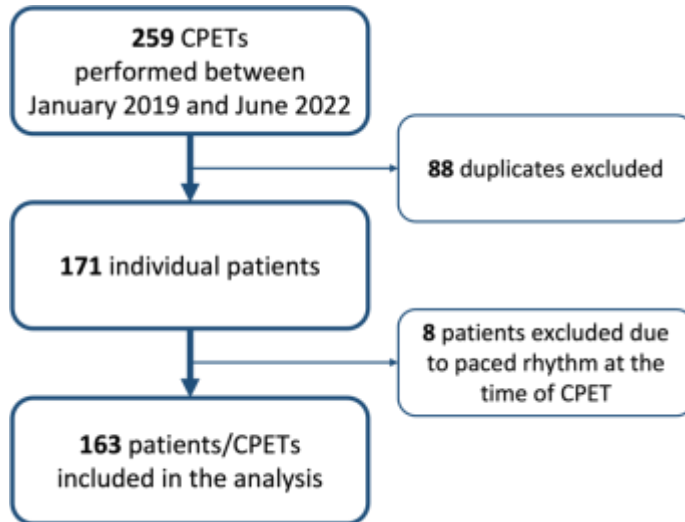 259 CPETs
performed between
January 2019 and June 2022
88 duplicates excluded
171 individual patients
8 patients excluded due
to paced rhythm at the
time of CPET
163 patients/CPETs
included in the analysis